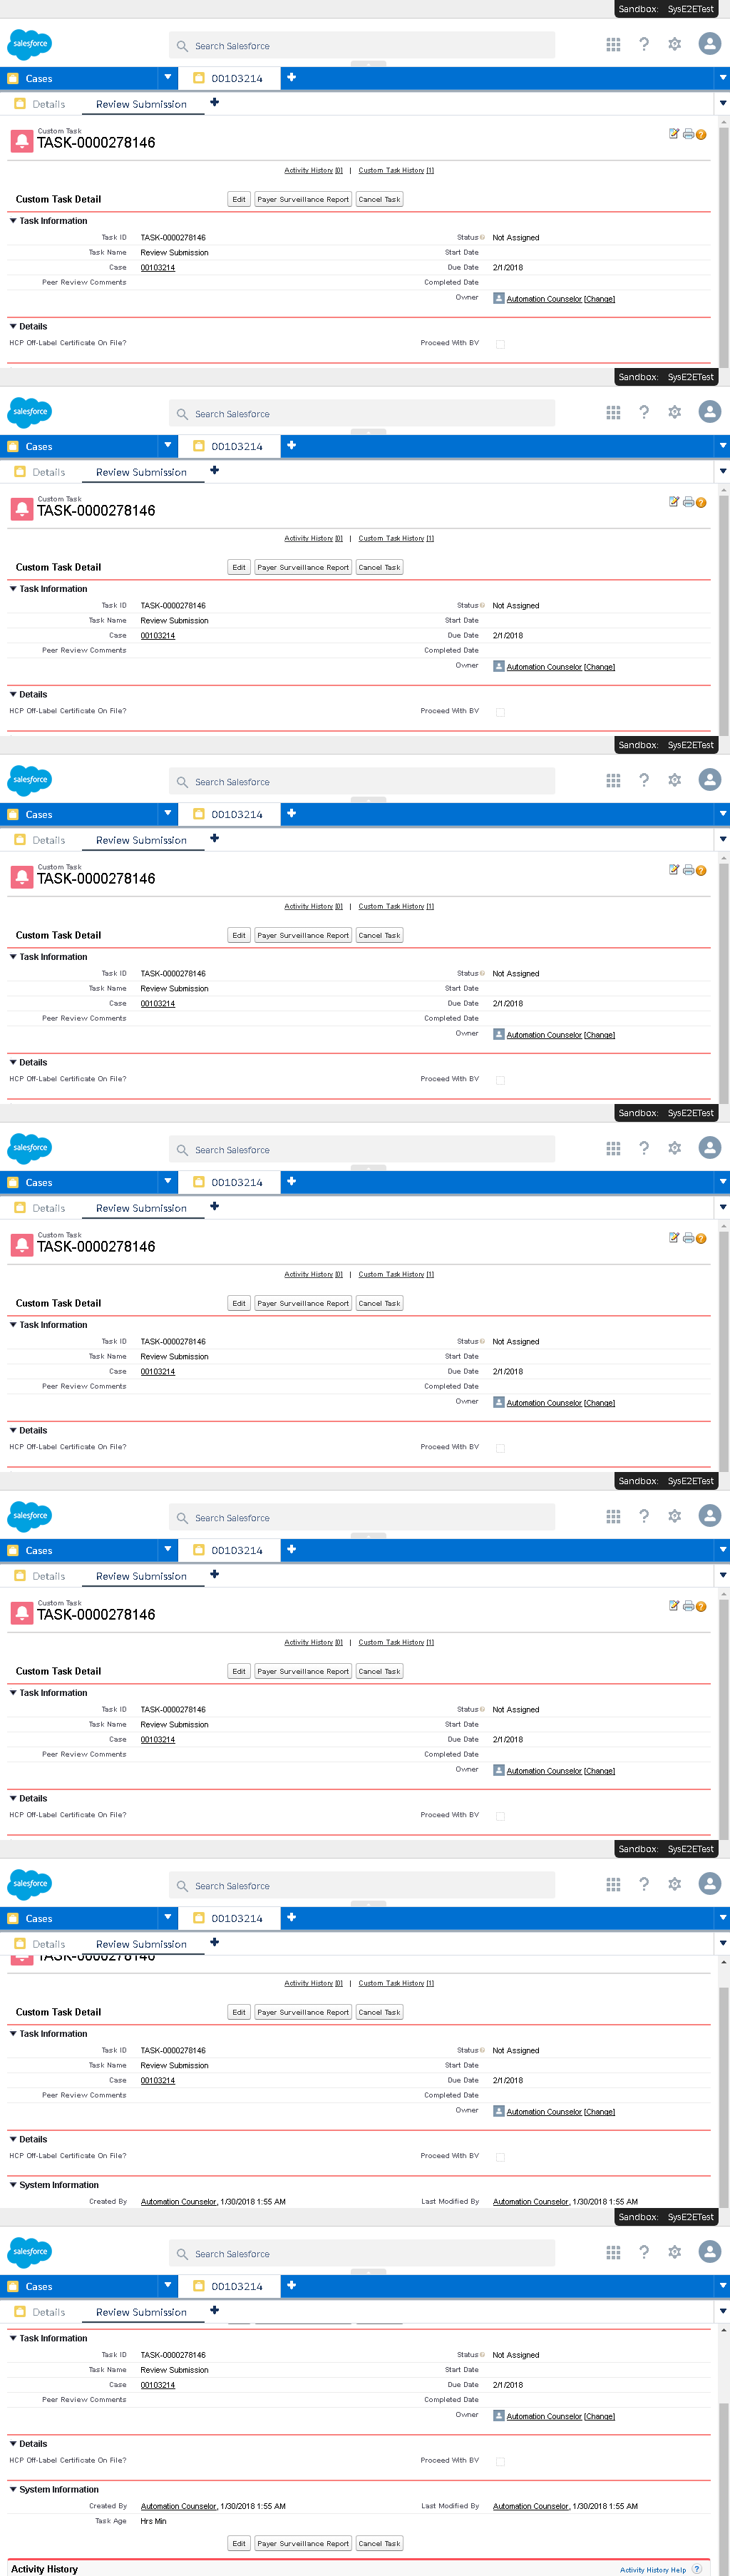 Sandbox: SysE2ETest
salesforce Search Salesforce ?
Cases DD1D3214
Details Review Submission
Custom Task
TASK-0000278146
Activity History [0] | Custom Task History [1]
Custom Task Detail Edit Payer Surveillance Report Cancel Task
Task Information
Task ID TASK-0000278146 Status Not Assigned
Task Name Review Submission Start Date
Case 00103214 Due Date 2/1/2018
Peer Review Comments Completed Date
Owner Automation Counselor [Change]
Details
HCP Off-Label Certificate On File? Proceed With BV
Sandbox: SysE2ETest
salesforce Search Salesforce ?
Cases DD1D3214
Details Review Submission
Custom Task
TASK-0000278146
Activity History [0] | Custom Task History [1]
Custom Task Detail Edit Payer Surveillance Report Cancel Task
Task Information
Task ID TASK-0000278146 Status Not Assigned
Task Name Review Submission Start Date
Case 00103214 Due Date 2/1/2018
Peer Review Comments Completed Date
Owner Automation Counselor [Change]
Details
HCP Off-Label Certificate On File? Proceed With BV
Sandbox: SysE2ETest
salesforce Search Salesforce ?
Cases DD1D3214
Details Review Submission
Custom Task
TASK-0000278146
Activity History [0] | Custom Task History [1]
Custom Task Detail Edit Payer Surveillance Report Cancel Task
Task Information
Task ID TASK-0000278146 Status Not Assigned
Task Name Review Submission Start Date
Case 00103214 Due Date 2/1/2018
Peer Review Comments Completed Date
Owner Automation Counselor [Change]
Details
HCP Off-Label Certificate On File? Proceed With BV
Sandbox: SysE2ETest
salesforce Search Salesforce ?
Cases DD1D3214
Details Review Submission
Custom Task
TASK-0000278146
Activity History [0] | Custom Task History [1]
Custom Task Detail Edit Payer Surveillance Report Cancel Task
Task Information
Task ID TASK-0000278146 Status Not Assigned
Task Name Review Submission Start Date
Case 00103214 Due Date 2/1/2018
Peer Review Comments Completed Date
Owner Automation Counselor [Change]
Details
HCP Off-Label Certificate On File? Proceed With BV
Sandbox: SysE2ETest
salesforce Search Salesforce ?
Cases DD1D3214
Details Review Submission
Custom Task
TASK-0000278146
Activity History [0] | Custom Task History [1]
Custom Task Detail Edit Payer Surveillance Report Cancel Task
Task Information
Task ID TASK-0000278146 Status Not Assigned
Task Name Review Submission Start Date
Case 00103214 Due Date 2/1/2018
Peer Review Comments Completed Date
Owner Automation Counselor [Change]
Details
HCP Off-Label Certificate On File? Proceed With BV
Sandbox: SysE2ETest
salesforce Search Salesforce ?
Cases DD1D3214
Details Review Submission
TASK-0000278146
Activity History [0] | Custom Task History [1]
Custom Task Detail Edit Payer Surveillance Report Cancel Task
Task Information
Task ID TASK-0000278146 Status Not Assigned
Task Name Review Submission Start Date
Case 00103214 Due Date 2/1/2018
Peer Review Comments Completed Date
Owner Automation Counselor [Change]
Details
HCP Off-Label Certificate On File? Proceed With BV
System Information
Created By Automation Counselor, 1/30/2018 1:55 AM Last Modified By Automation Counselor, 1/30/2018 1:55 AM
Sandbox: SysE2ETest
salesforce Search Salesforce ?
Cases DD1D3214
Details Review Submission
Task Information
Task ID TASK-0000278146 Status Not Assigned
Task Name Review Submission Start Date
Case 00103214 Due Date 2/1/2018
Peer Review Comments Completed Date
Owner Automation Counselor [Change]
Details
HCP Off-Label Certificate On File? Proceed With BV
System Information
Created By Automation Counselor, 1/30/2018 1:55 AM Last Modified By Automation Counselor, 1/30/2018 1:55 AM
Task Age Hrs Min
Edit Payer Surveillance Report Cancel Task
Activity History Activity History Help ?